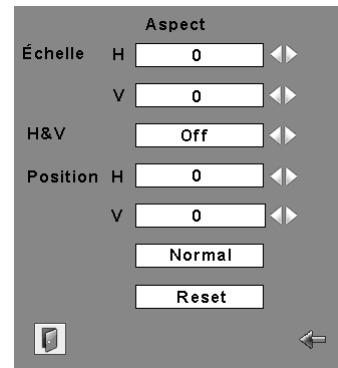 Aspect
Échelle H 0
V 0
H&V Off
Position H 0
V 0
Normal
Reset